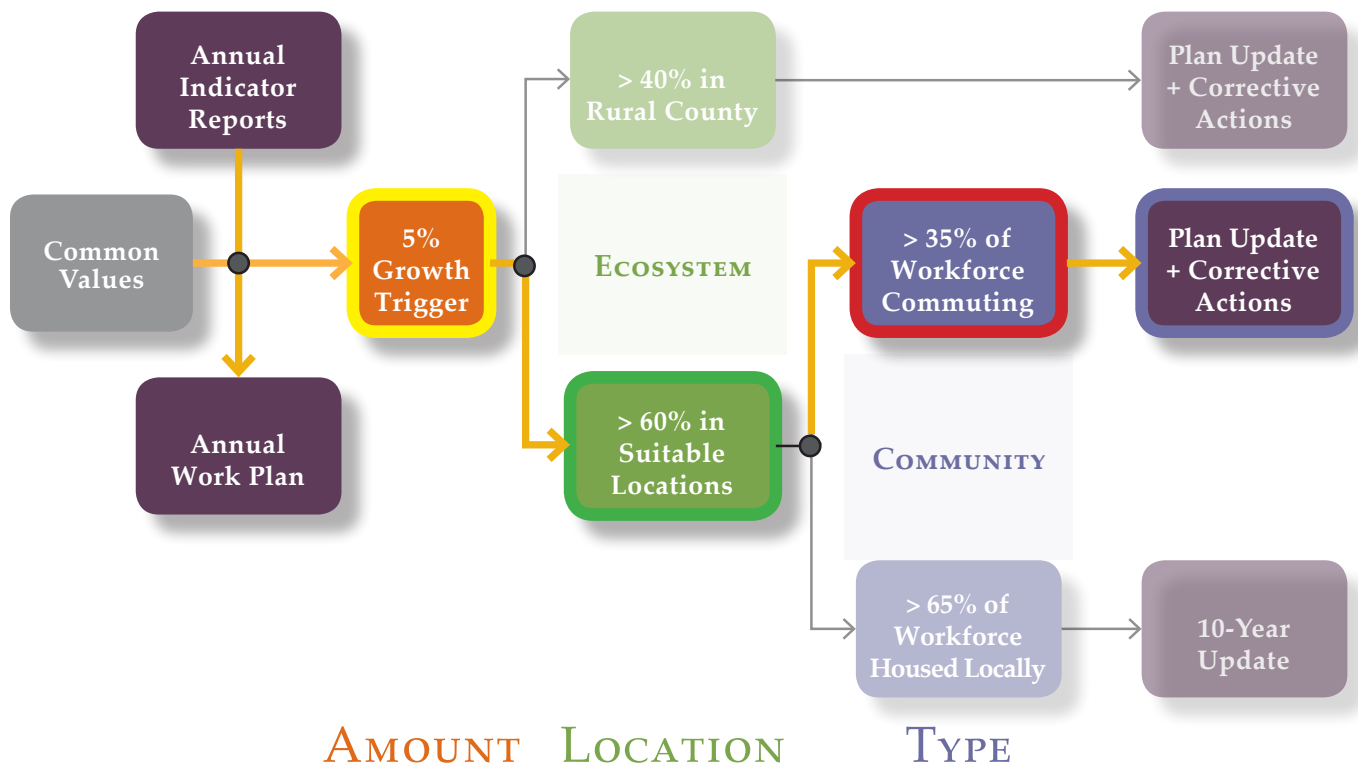 Annual
Indicator
Reports
> 40% in
Rural County
Plan Update
+ Corrective
Actions
Common
Values
5%
Growth
Trigger
Ecosystem
> 35% of
Workforce
Commuting
Plan Update
+ Corrective
Actions
Annual
Work Plan
> 60% in
Suitable
Locations
Community
> 65% of
Workforce
Housed Locally
10-Year
Update
Amount
Location
Type